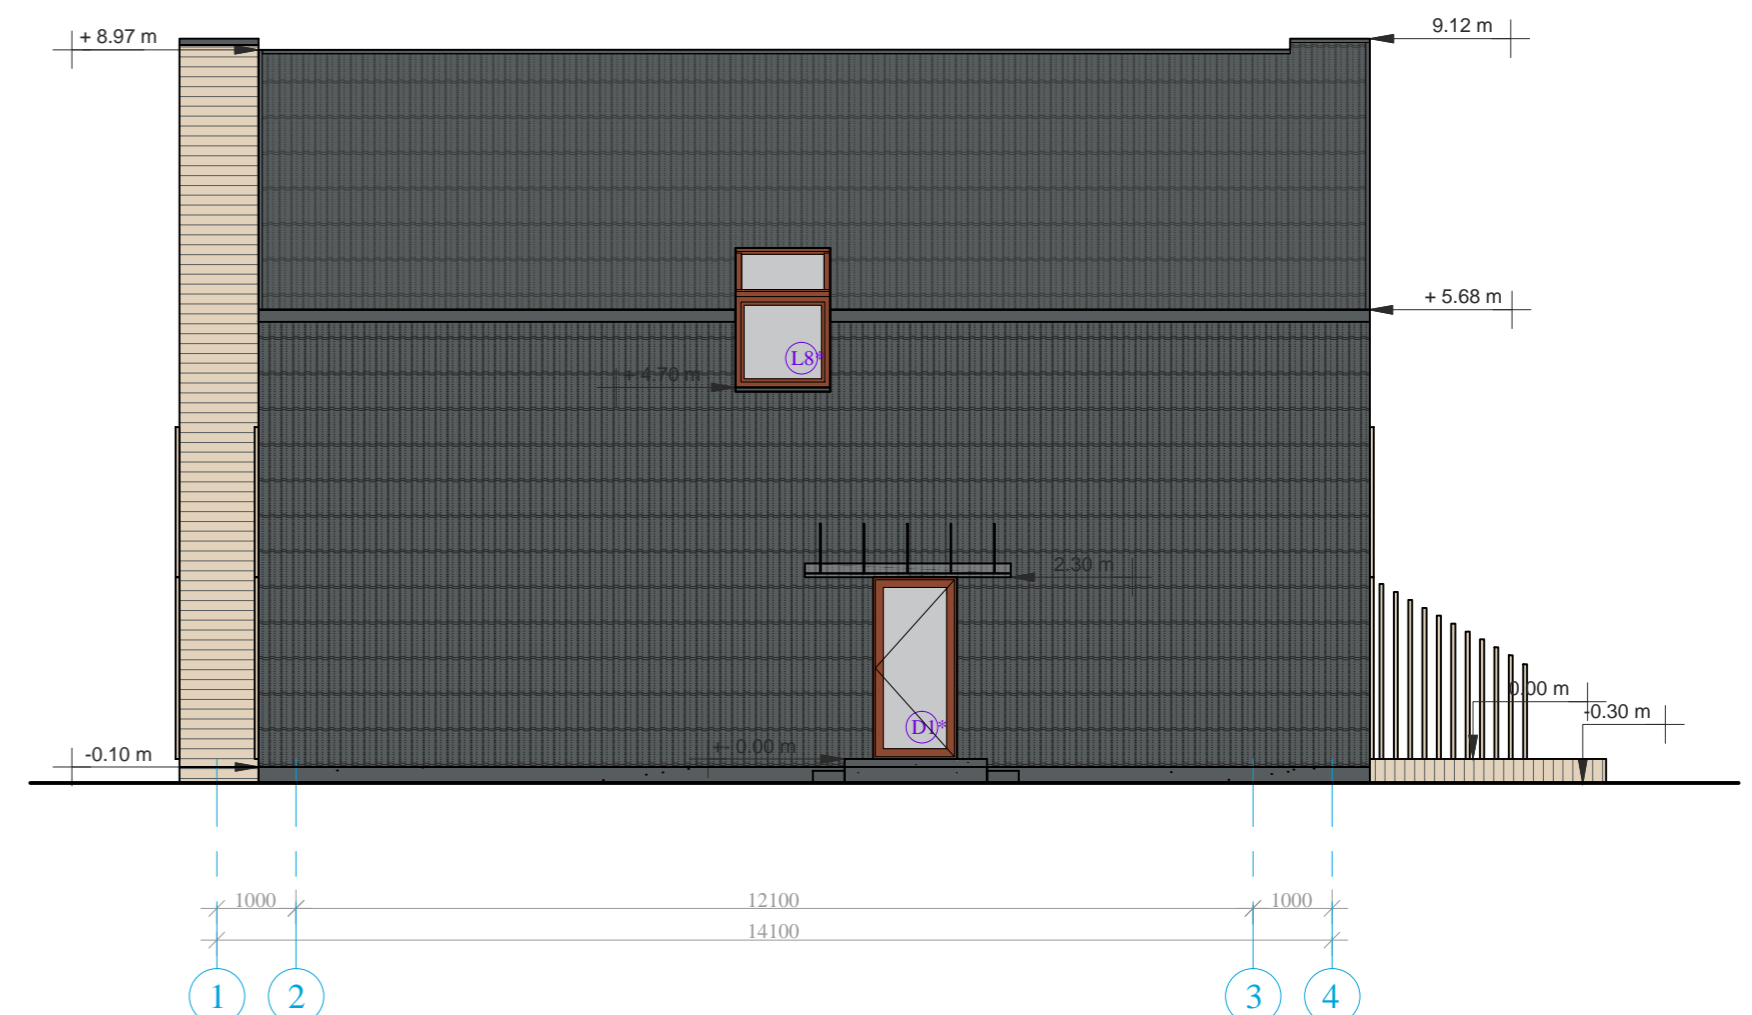 + 8.97 m
9.12 m
+ 5.68 m
L8*
+ 4.70 m
2.30 m
0.00 m
-0.30 m
D1*
+- 0.00 m
-0.10 m
1000
12100
1000
14100
1
2
3
4